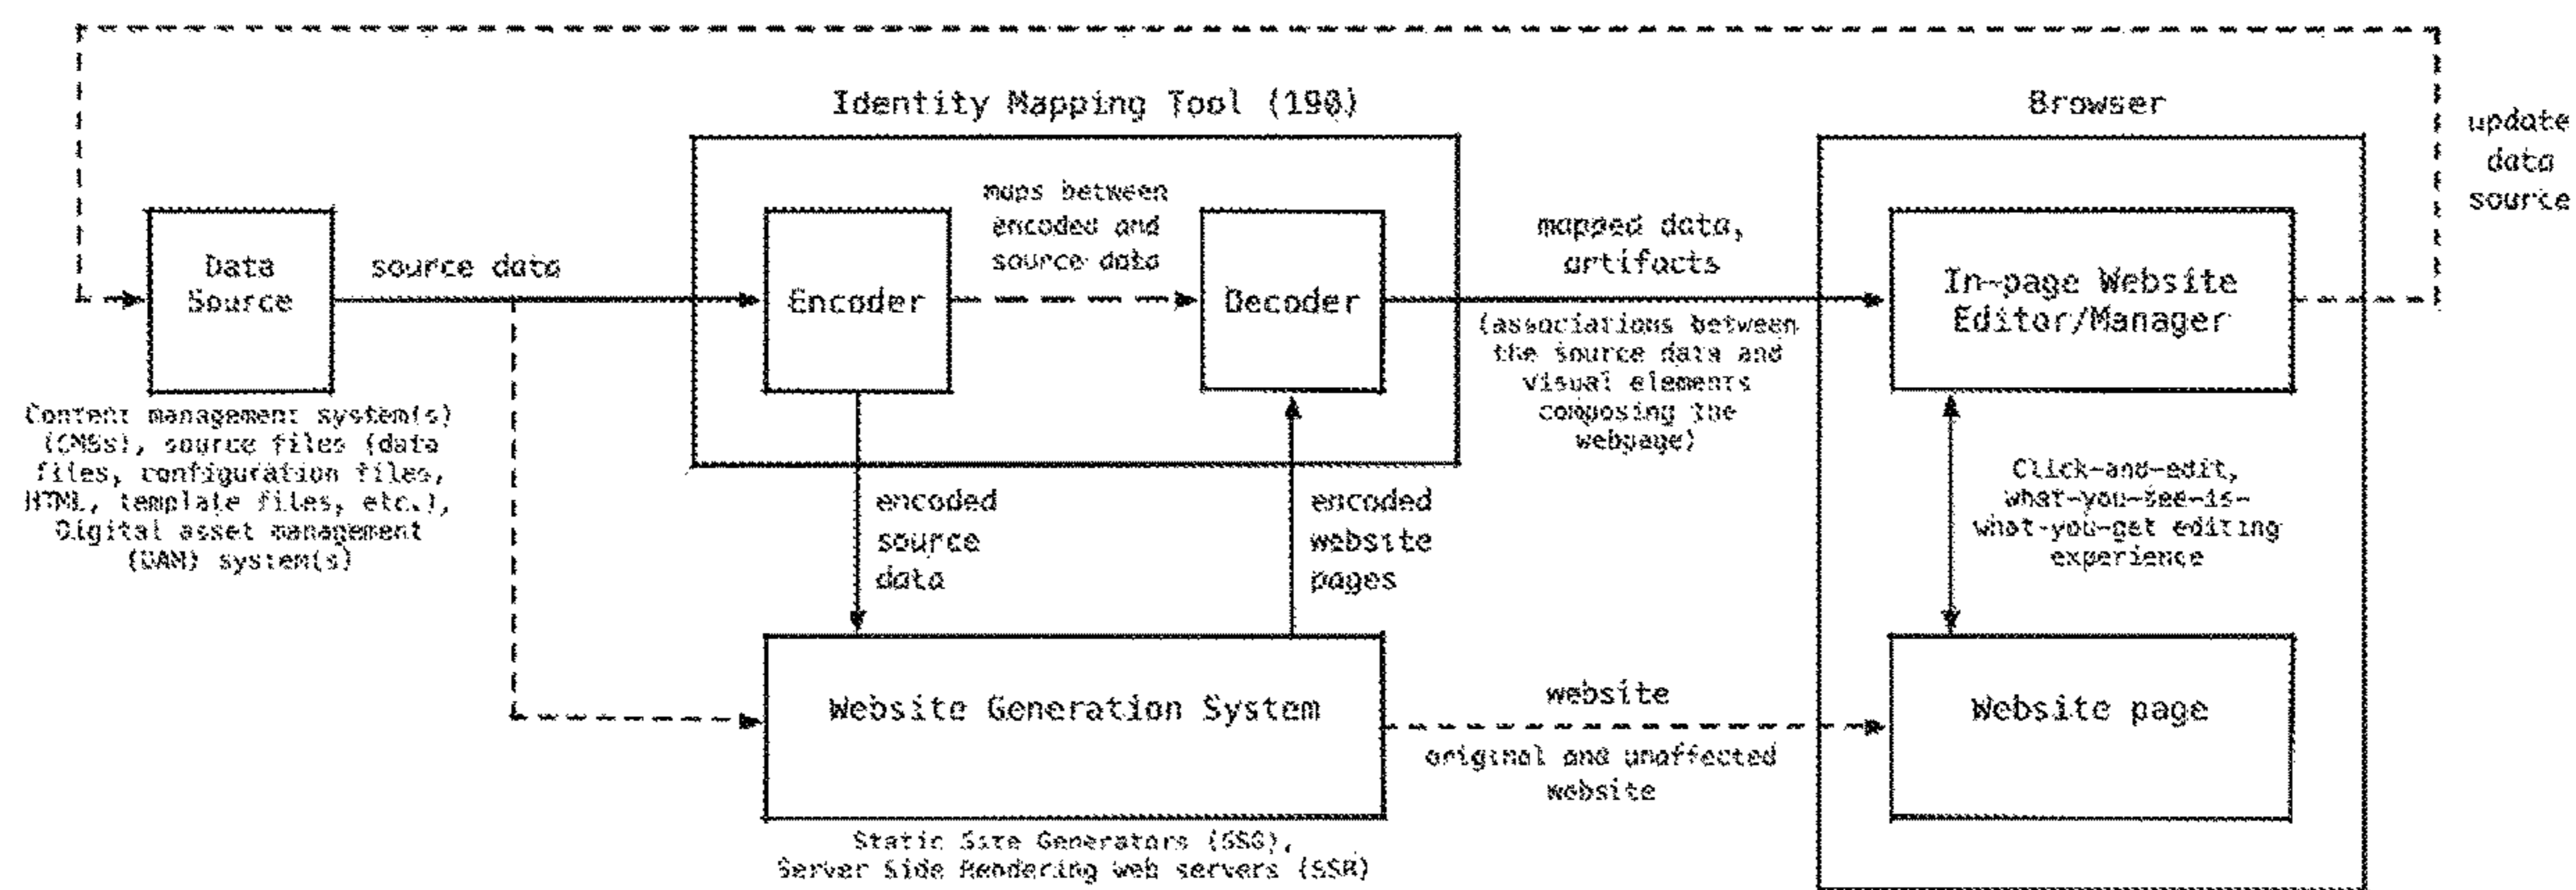 Identity Mapping Tool (190)
Browser
update
data
source
maps between
encoded and
source data
Data
Source
source data
Encoder
Decoder
mapped data,
artifacts
(associations between
the source data and
visual elements
composing the
webpage)
In-page Website
Editor/Manager
Content management system(s)
(CMSs), source files (data
files, configuration files,
HTML, template files, etc.),
Digital asset management
(DAM) system(s)
encoded
source
data
encoded
website
pages
Click-and-edit,
what-you-see-is-
what-you-get editing
experience
Website Generation System
website
original and unaffected
website
Website page
Static Site Generators (SSG),
Server Side Rendering web servers (SSR)